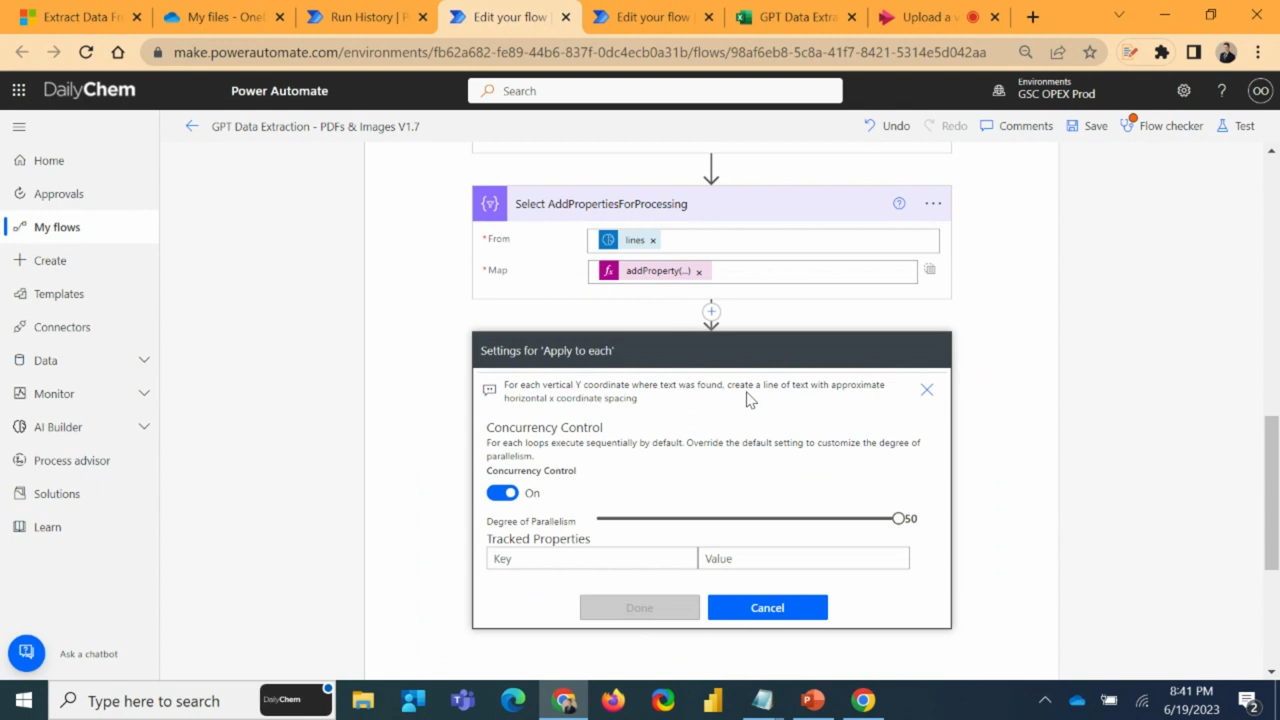 Extract Data Fr
My files - OneD
Run History | P
Edit your flow
Edit your flow
GPT Data Extra
Upload a v
make.powerautomate.com/environments/fb62a682-fe89-44b6-837f-0dc4ecb0a31b/flows/98af6eb8-5c8a-41f7-8421-5314e5d042aa
DailyChem
Power Automate
Search
Environments
GSC OPEX Prod
OO
GPT Data Extraction - PDFs & Images V1.7
Undo
Redo
Comments
Save
Flow checker
Test
Home
Approvals
My flows
Create
Templates
Connectors
Data
Monitor
AI Builder
Process advisor
Solutions
Learn
Ask a chatbot
Select AddPropertiesForProcessing
* From
lines x
* Map
fx addProperty(...) x
Settings for 'Apply to each'
For each vertical Y coordinate where text was found, create a line of text with approximate
horizontal x coordinate spacing
Concurrency Control
For each loops execute sequentially by default. Override the default setting to customize the degree of
parallelism.
Concurrency Control
On
Degree of Parallelism
50
Tracked Properties
Key
Value
Done
Cancel
Type here to search
DailyChem
8:41 PM
6/19/2023
2